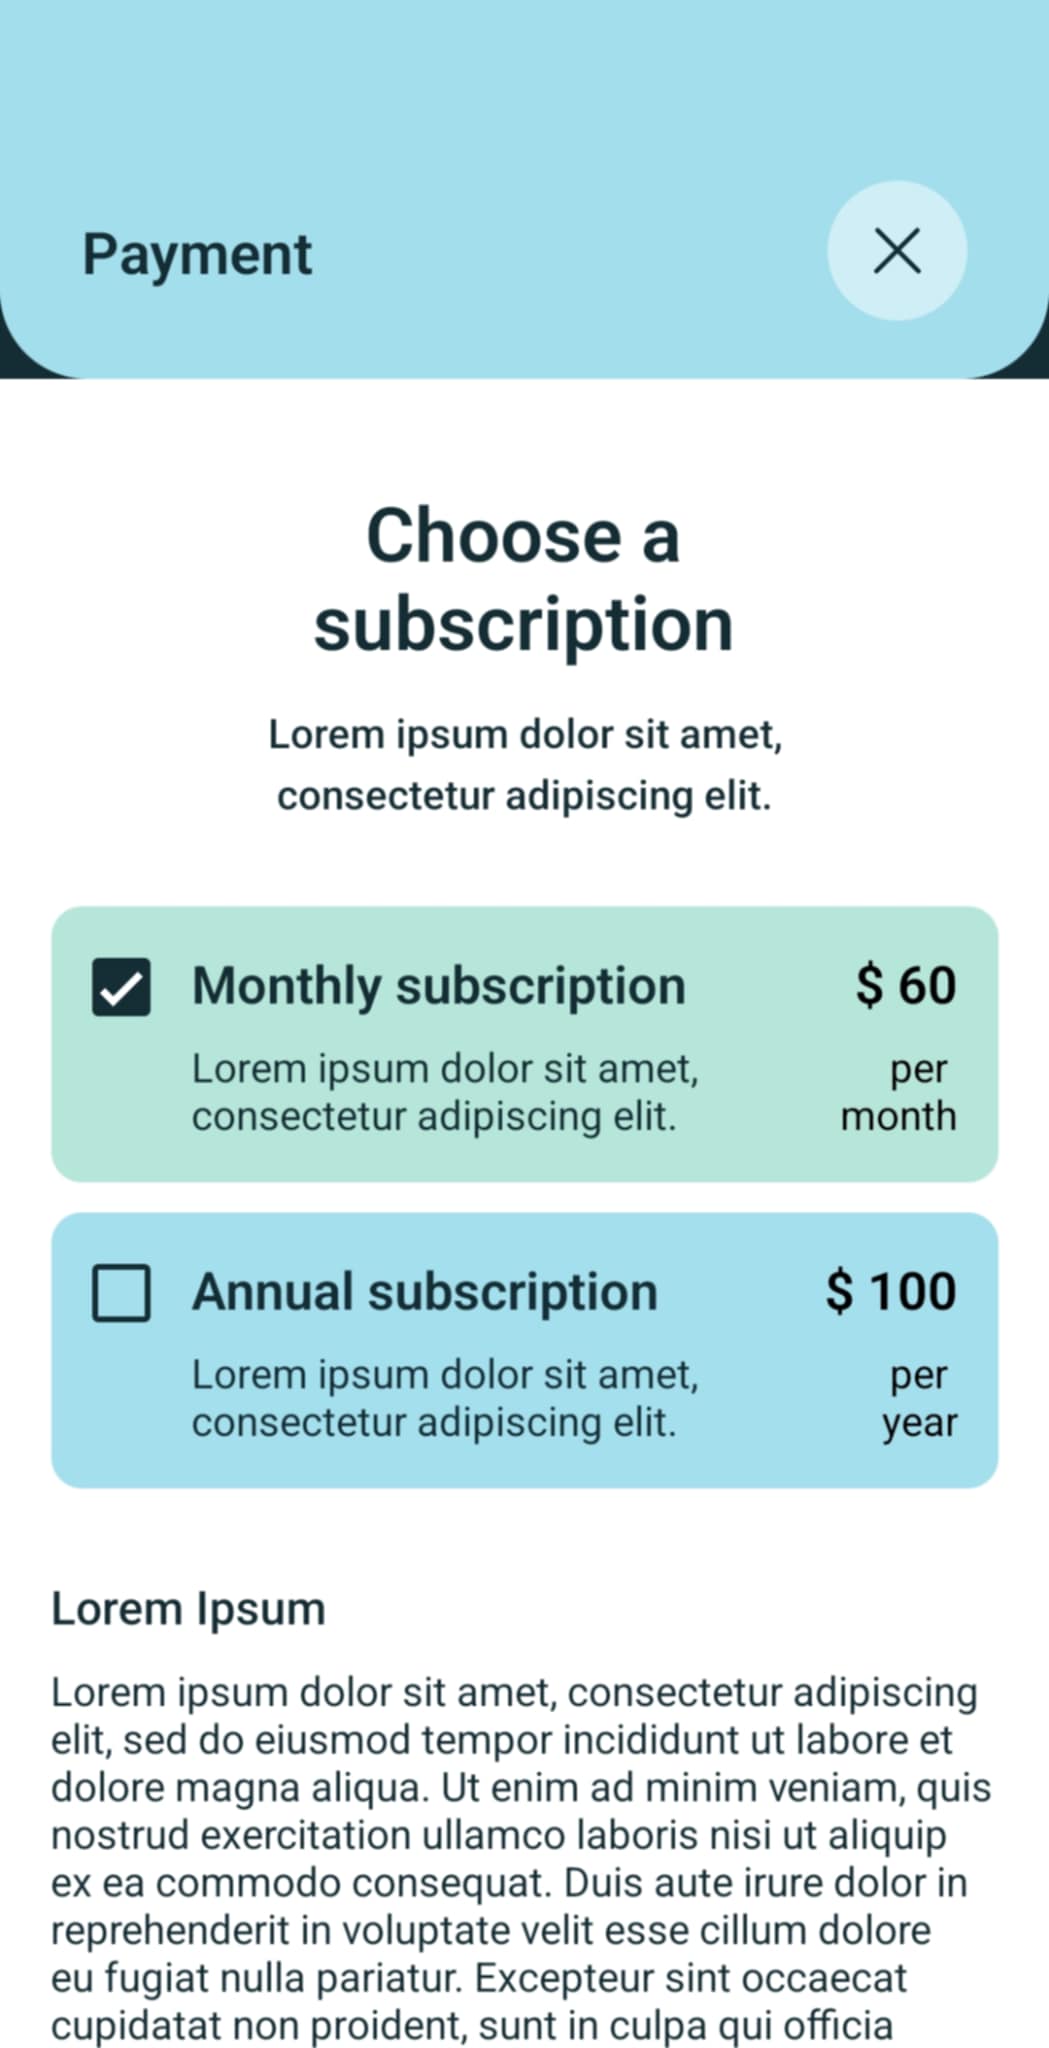 Payment
Choose a
subscription
Lorem ipsum dolor sit amet,
consectetur adipiscing elit.
Monthly subscription
$ 60
Lorem ipsum dolor sit amet,
consectetur adipiscing elit.
per
month
Annual subscription
$ 100
Lorem ipsum dolor sit amet,
consectetur adipiscing elit.
per
year
Lorem Ipsum
Lorem ipsum dolor sit amet, consectetur adipiscing
elit, sed do eiusmod tempor incididunt ut labore et
dolore magna aliqua. Ut enim ad minim veniam, quis
nostrud exercitation ullamco laboris nisi ut aliquip
ex ea commodo consequat. Duis aute irure dolor in
reprehenderit in voluptate velit esse cillum dolore
eu fugiat nulla pariatur. Excepteur sint occaecat
cupidatat non proident, sunt in culpa qui officia